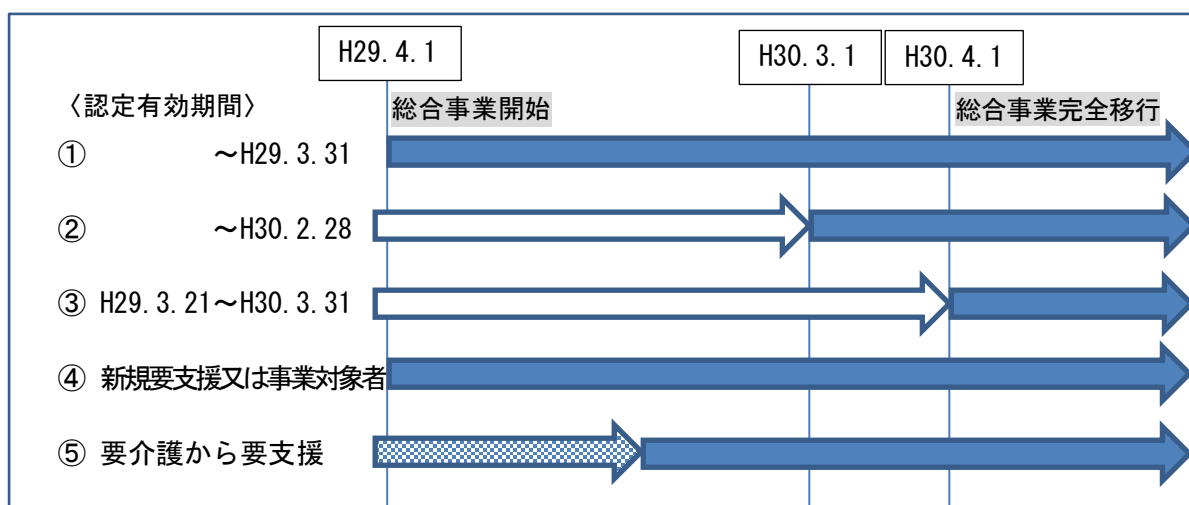 H29.4.1
H30.3.1
H30.4.1
〈認定有効期間〉
総合事業開始
総合事業完全移行
① ～H29.3.31
② ～H30.2.28
③ H29.3.21～H30.3.31
④ 新規要支援又は事業対象者
⑤ 要介護から要支援